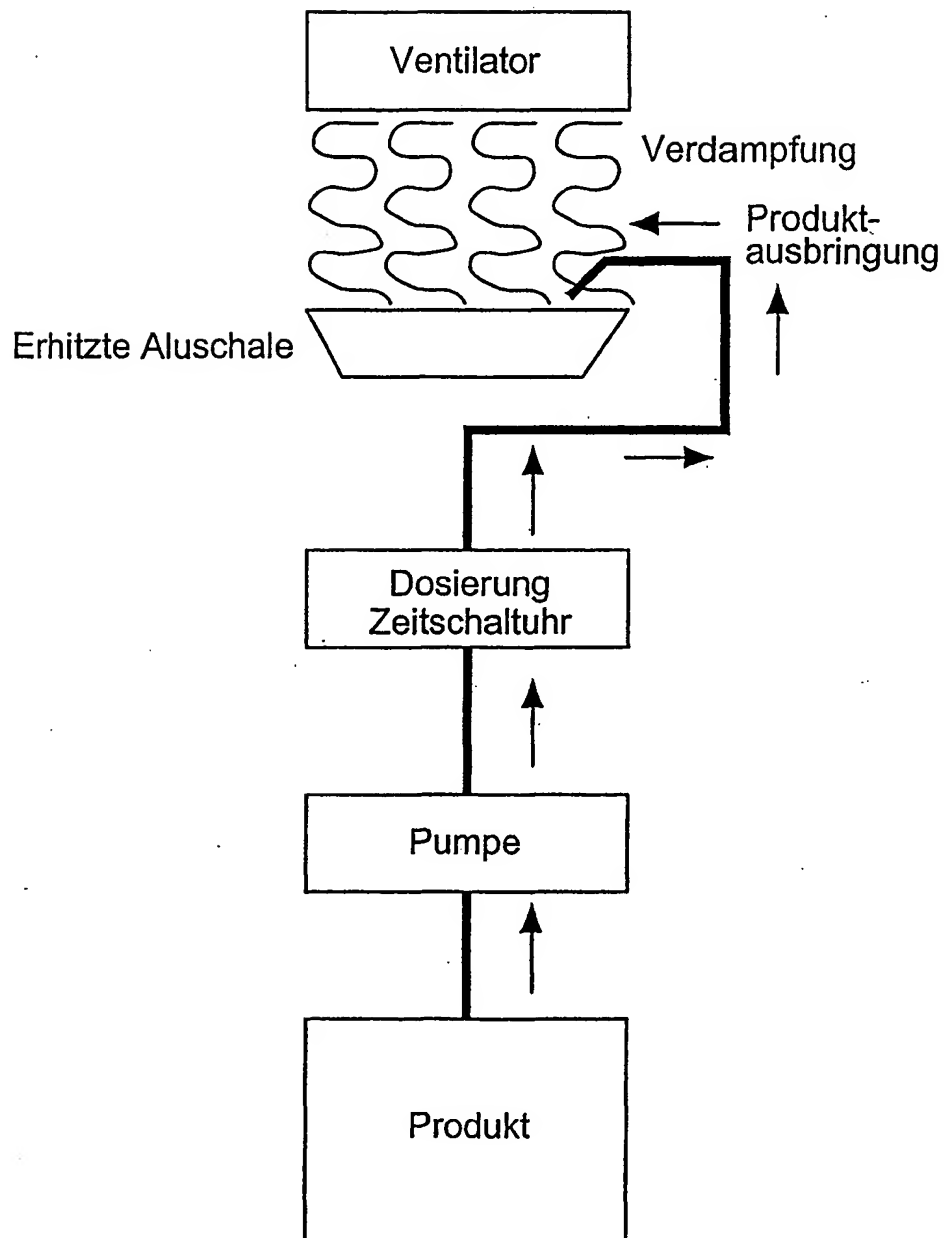 Ventilator
Verdampfung
Produkt-
ausbringung
Erhitzte Aluschale
Dosierung
Zeitschaltuhr
Pumpe
Produkt